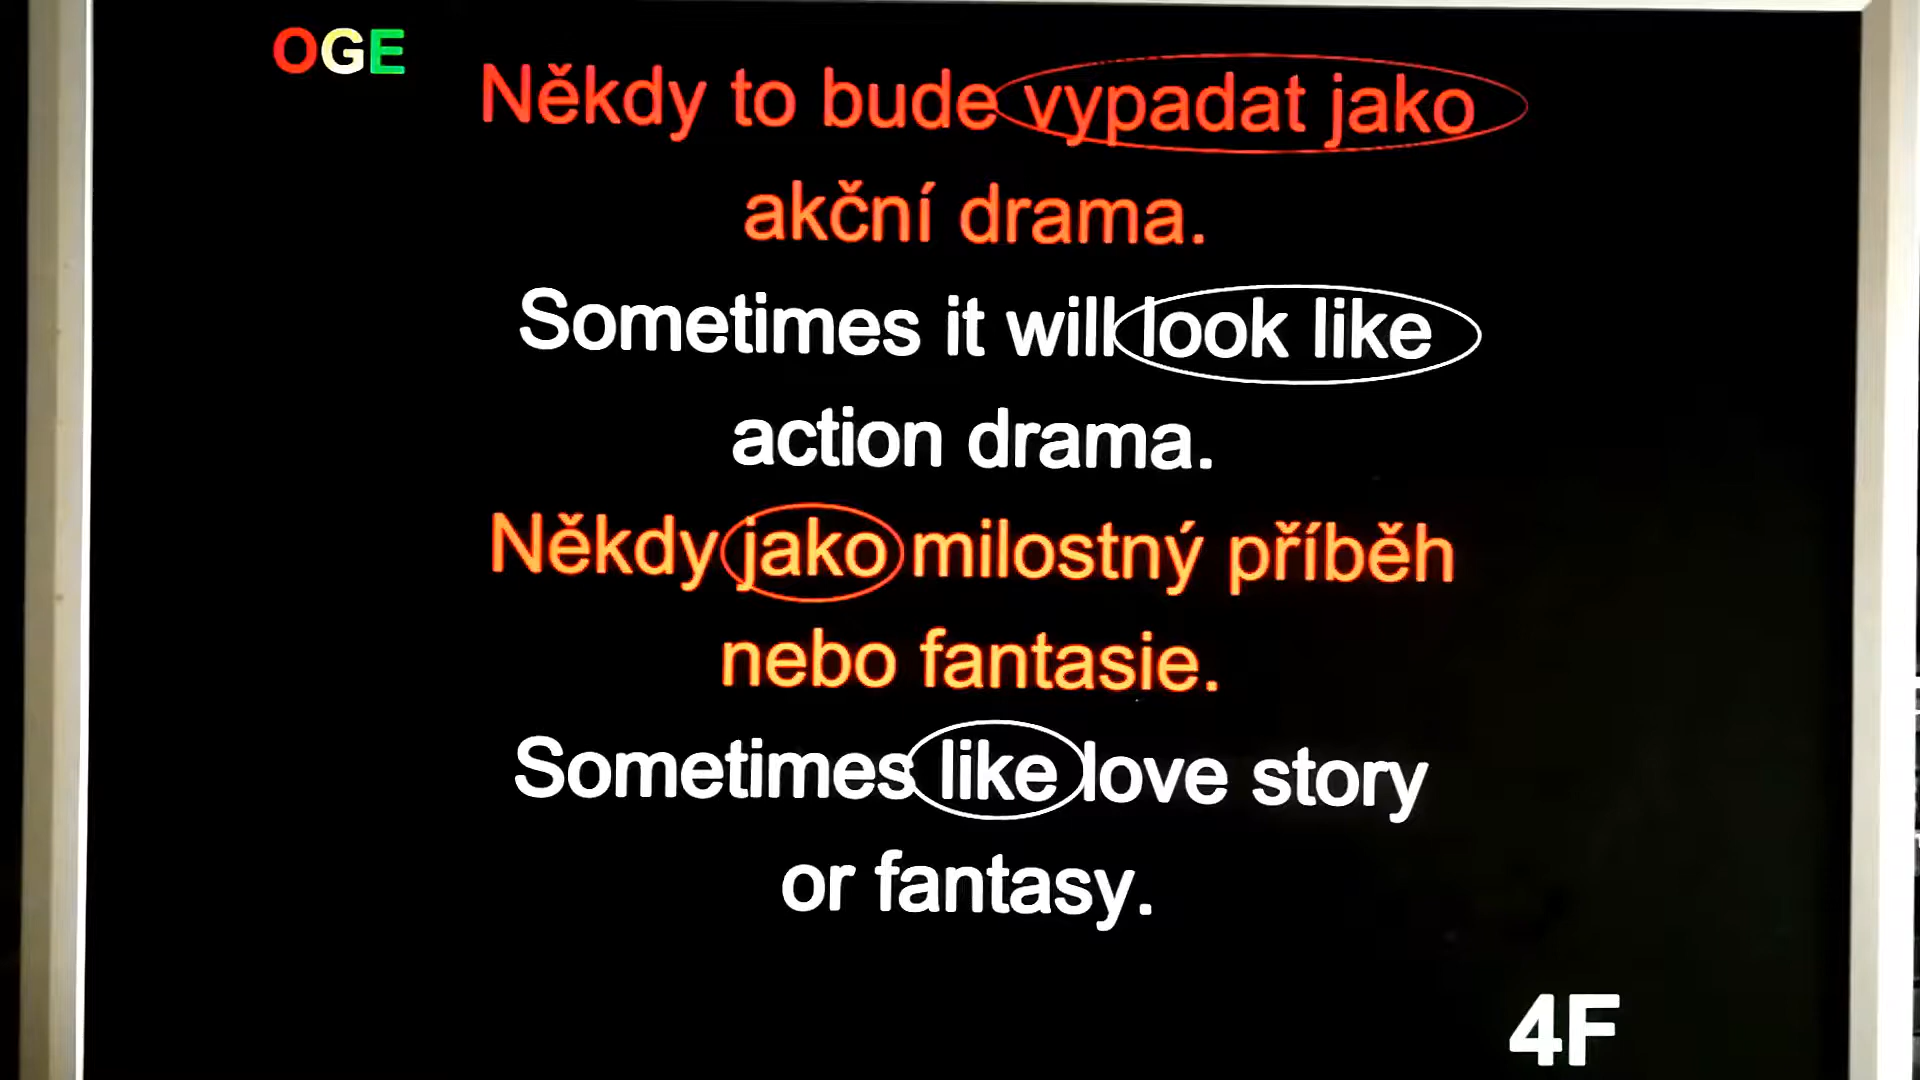 OGE
Někdy to bude vypadat jako
akční drama.
Sometimes it will look like
action drama.
Někdy jako milostný příběh
nebo fantasie.
Sometimes like love story
or fantasy.
4F